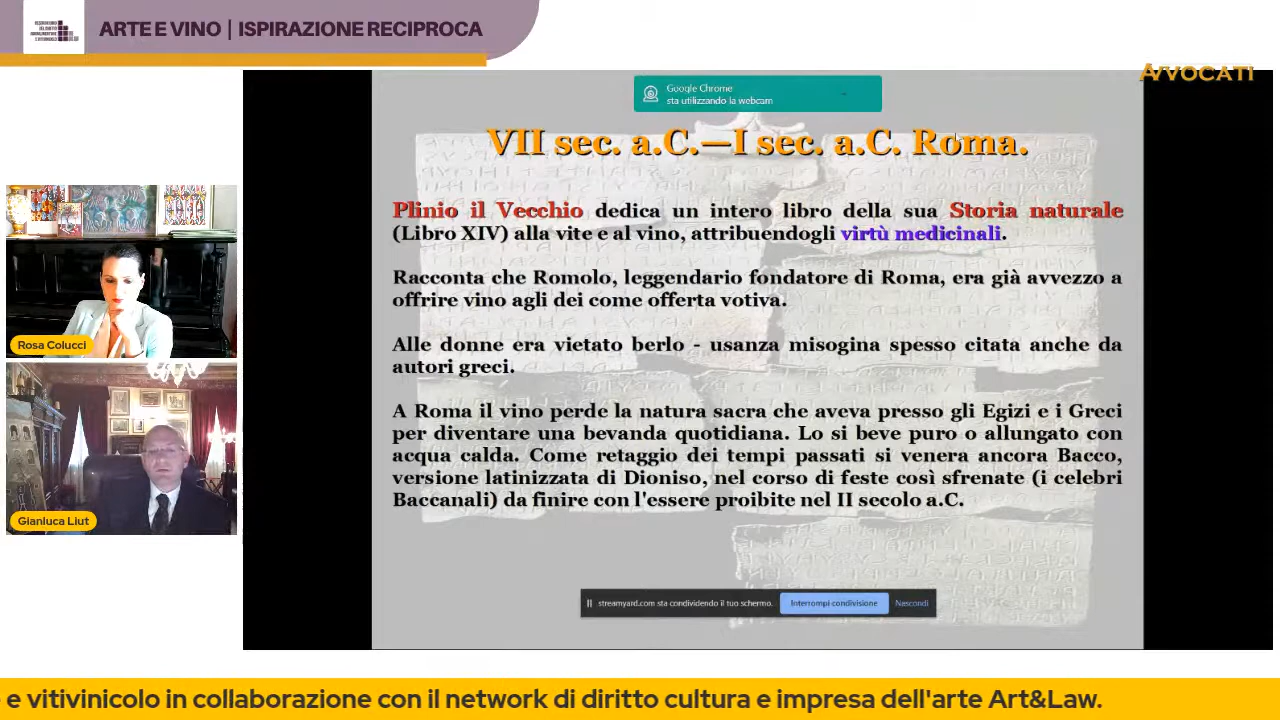 ARTE E VINO | ISPIRAZIONE RECIPROCA
AVVOCATI
Google Chrome
sta utilizzando la webcam
VII sec. a.C.—I sec. a.C. Roma.
Plinio il Vecchio dedica un intero libro della sua Storia naturale
(Libro XIV) alla vite e al vino, attribuendogli virtù medicinali.
Racconta che Romolo, leggendario fondatore di Roma, era già avvezzo a
offrire vino agli dei come offerta votiva.
Alle donne era vietato berlo - usanza misogina spesso citata anche da
autori greci.
A Roma il vino perde la natura sacra che aveva presso gli Egizi e i Greci
per diventare una bevanda quotidiana. Lo si beve puro o allungato con
acqua calda. Come retaggio dei tempi passati si venera ancora Bacco,
versione latinizzata di Dioniso, nel corso di feste così sfrenate (i celebri
Baccanali) da finire con l'essere proibite nel II secolo a.C.
Rosa Colucci
Gianluca Liut
streamyard.com sta condividendo il tuo schermo.
Interrompi condivisione
Nascondi
e vitivinicolo in collaborazione con il network di diritto cultura e impresa dell'arte Art&Law.